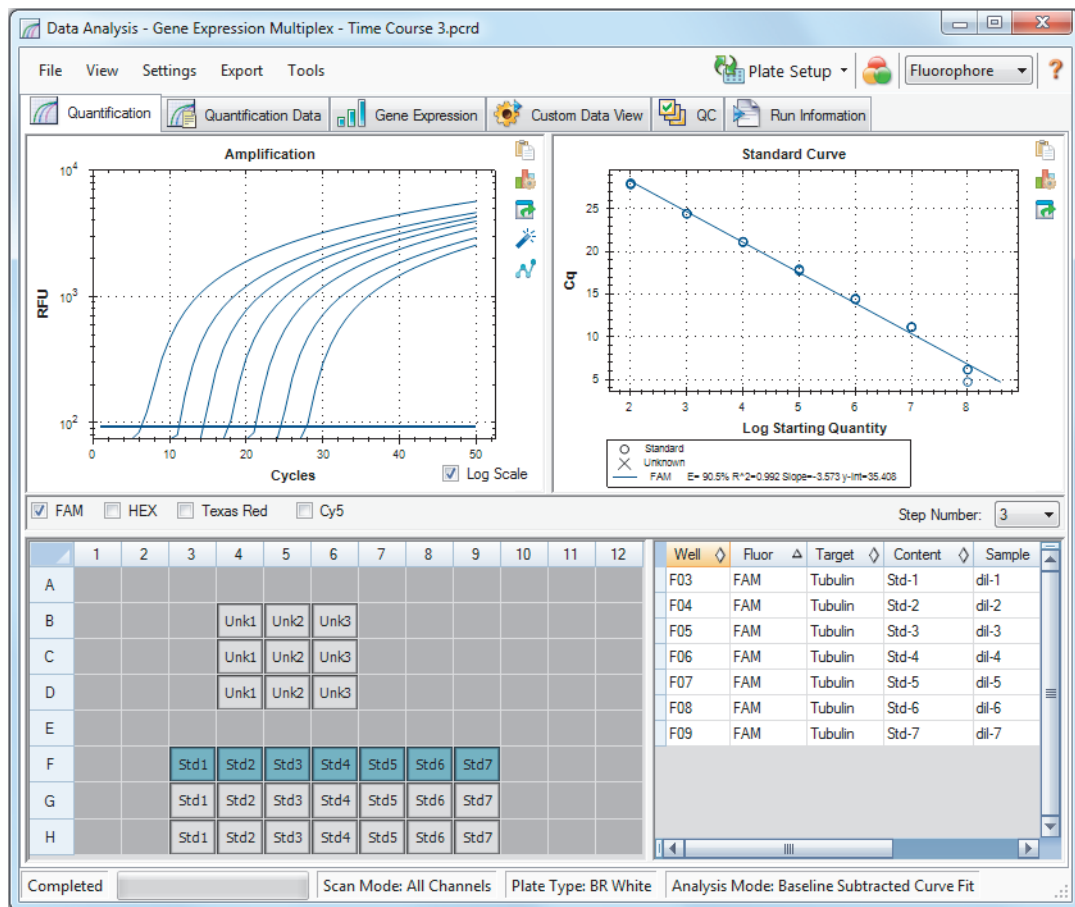 Data Analysis - Gene Expression Multiplex - Time Course 3.pcrd
File View Settings Export Tools Plate Setup Fluorophore ?
Quantification Quantification Data Gene Expression Custom Data View QC Run Information
Amplification
10^4
10^3
10^2
RFU
0 10 20 30 40 50
Cycles
Log Scale
Standard Curve
25
20
15
10
5
Cq
2 3 4 5 6 7 8
Log Starting Quantity
Standard
Unknown
FAM E= 90.5% R^2=0.992 Slope=-3.573 y-int=35.408
FAM HEX Texas Red Cy5
Step Number: 3
1 2 3 4 5 6 7 8 9 10 11 12
A
B Unk1 Unk2 Unk3
C Unk1 Unk2 Unk3
D Unk1 Unk2 Unk3
E
F Std1 Std2 Std3 Std4 Std5 Std6 Std7
G Std1 Std2 Std3 Std4 Std5 Std6 Std7
H Std1 Std2 Std3 Std4 Std5 Std6 Std7
Well Fluor Target Content Sample
F03 FAM Tubulin Std-1 dil-1
F04 FAM Tubulin Std-2 dil-2
F05 FAM Tubulin Std-3 dil-3
F06 FAM Tubulin Std-4 dil-4
F07 FAM Tubulin Std-5 dil-5
F08 FAM Tubulin Std-6 dil-6
F09 FAM Tubulin Std-7 dil-7
Completed Scan Mode: All Channels Plate Type: BR White Analysis Mode: Baseline Subtracted Curve Fit